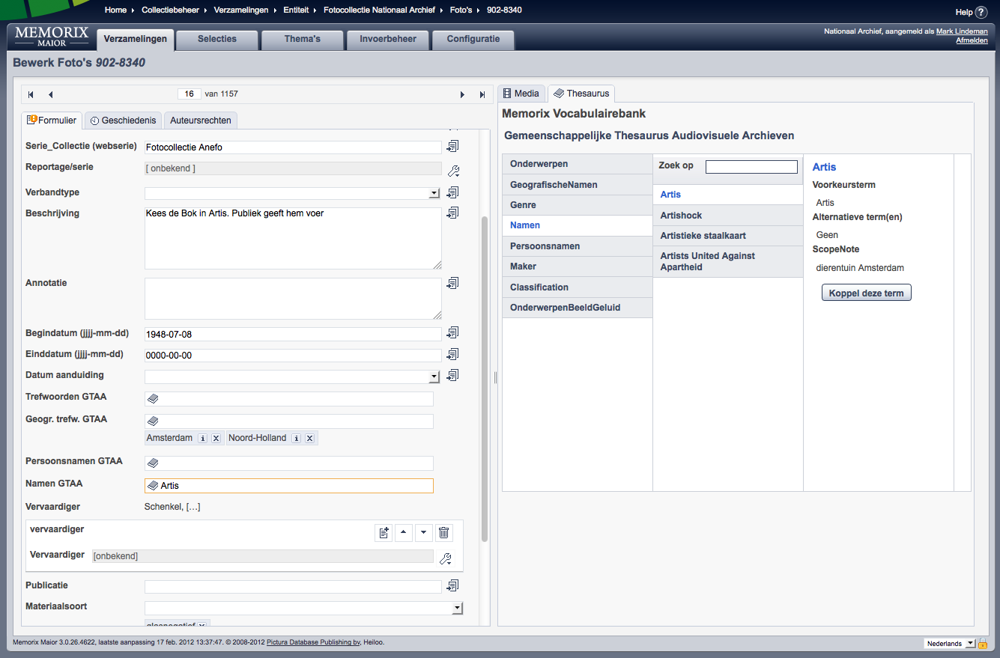 Home Collectiebeheer Verzamelingen Entiteit Fotocollectie Nationaal Archief Foto's 902-8340
Help ?
MEMORIX
MAIOR
Verzamelingen
Selecties
Thema's
Invoerbeheer
Configuratie
Nationaal Archief, aangemeld als Mark Lindeman
Afmelden
Bewerk Foto's 902-8340
16 van 1157
Formulier
Geschiedenis
Auteursrechten
Serie_Collectie (webserie) Fotocollectie Anefo
Reportage/serie [ onbekend ]
Verbandtype
Beschrijving Kees de Bok in Artis. Publiek geeft hem voer
Annotatie
Begindatum (jjjj-mm-dd) 1948-07-08
Einddatum (jjjj-mm-dd) 0000-00-00
Datum aanduiding
Trefwoorden GTAA
Geogr. trefw. GTAA
Amsterdam i x Noord-Holland i x
Persoonsnamen GTAA
Namen GTAA Artis
Vervaardiger Schenkel, [...]
vervaardiger
Vervaardiger [onbekend]
Publicatie
Materiaalsoort
glasnegatief x
Media
Thesaurus
Memorix Vocabulairebank
Gemeenschappelijke Thesaurus Audiovisuele Archieven
Onderwerpen
GeografischeNamen
Genre
Namen
Persoonsnamen
Maker
Classification
OnderwerpenBeeldGeluid
Zoek op
Artis
Artishock
Artistieke staalkaart
Artists United Against
Apartheid
Artis
Voorkeursterm
Artis
Alternatieve term(en)
Geen
ScopeNote
dierentuin Amsterdam
Koppel deze term
Memorix Maior 3.0.26.4622, laatste aanpassing 17 feb. 2012 13:37:47. © 2008-2012 Pictura Database Publishing bv, Heiloo.
Nederlands